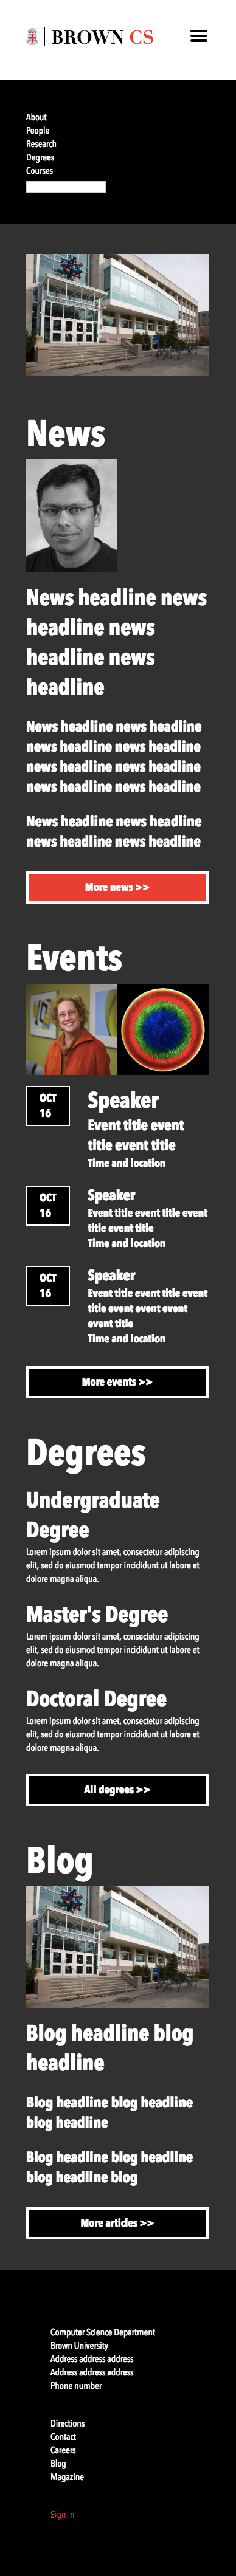 BROWN CS
About
People
Research
Degrees
Courses
News
News headline news
headline news
headline news
headline
News headline news headline
news headline news headline
news headline news headline
news headline news headline
News headline news headline
news headline news headline
More news >>
Events
OCT
16
Speaker
Event title event
title event title
Time and location
OCT
16
Speaker
Event title event title event
title event title
Time and location
OCT
16
Speaker
Event title event title event
title event event event
event title
Time and location
More events >>
Degrees
Undergraduate
Degree
Lorem ipsum dolor sit amet, consectetur adipiscing
elit, sed do eiusmod tempor incididunt ut labore et
dolore magna aliqua.
Master's Degree
Lorem ipsum dolor sit amet, consectetur adipiscing
elit, sed do eiusmod tempor incididunt ut labore et
dolore magna aliqua.
Doctoral Degree
Lorem ipsum dolor sit amet, consectetur adipiscing
elit, sed do eiusmod tempor incididunt ut labore et
dolore magna aliqua.
All degrees >>
Blog
Blog headline blog
headline
Blog headline blog headline
blog headline
Blog headline blog headline
blog headline blog
More articles >>
Computer Science Department
Brown University
Address address address
Address address address
Phone number
Directions
Contact
Careers
Blog
Magazine
Sign In